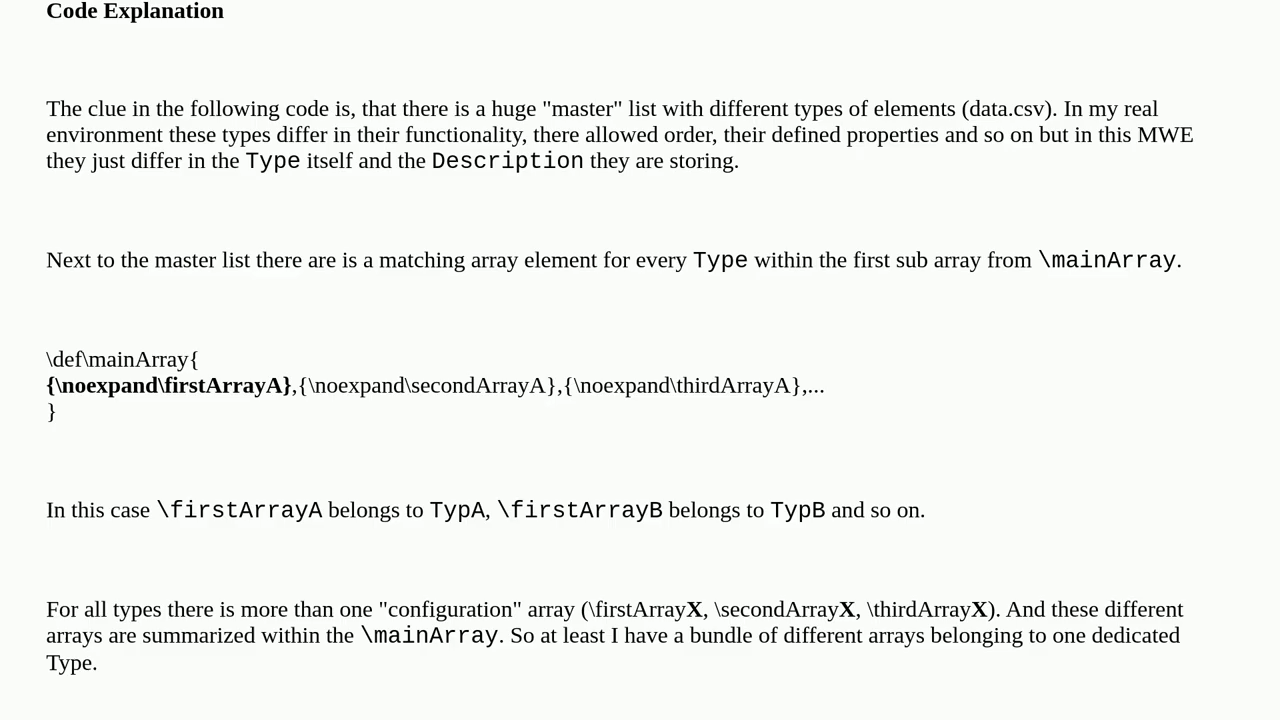 Code Explanation
The clue in the following code is, that there is a huge "master" list with different types of elements (data.csv). In my real
environment these types differ in their functionality, there allowed order, their defined properties and so on but in this MWE
they just differ in the Type itself and the Description they are storing.
Next to the master list there are is a matching array element for every Type within the first sub array from \mainArray.
\def\mainArray{
{\noexpand\firstArrayA},{\noexpand\secondArrayA},{\noexpand\thirdArrayA},...
}
In this case \firstArrayA belongs to TypA, \firstArrayB belongs to TypB and so on.
For all types there is more than one "configuration" array (\firstArrayX, \secondArrayX, \thirdArrayX). And these different
arrays are summarized within the \mainArray. So at least I have a bundle of different arrays belonging to one dedicated
Type.